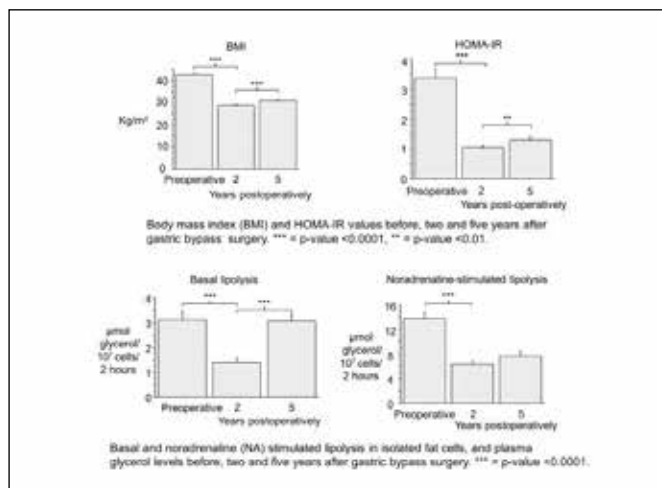 BMI
***
***
40
30
20
10
0
Kg/m²
Preoperative 2 5
Years postoperatively
HOMA-IR
***
**
4
3
2
1
0
Preoperative 2 5
Years post-operatively
Body mass index (BMI) and HOMA-IR values before, two and five years after
gastric bypass surgery. *** = p-value <0.0001, ** = p-value <0.01.
Basal lipolysis
***
***
4
3
2
1
0
µmol
glycerol/
10⁷ cells/
2 hours
Preoperative 2 5
Years postoperatively
Noradrenaline-stimulated lipolysis
***
16
12
8
4
0
µmol
glycerol/
10⁷ cells/
2 hours
Preoperative 2 5
Years postoperatively
Basal and noradrenaline (NA) stimulated lipolysis in isolated fat cells, and plasma
glycerol levels before, two and five years after gastric bypass surgery. *** = p-value <0.0001.